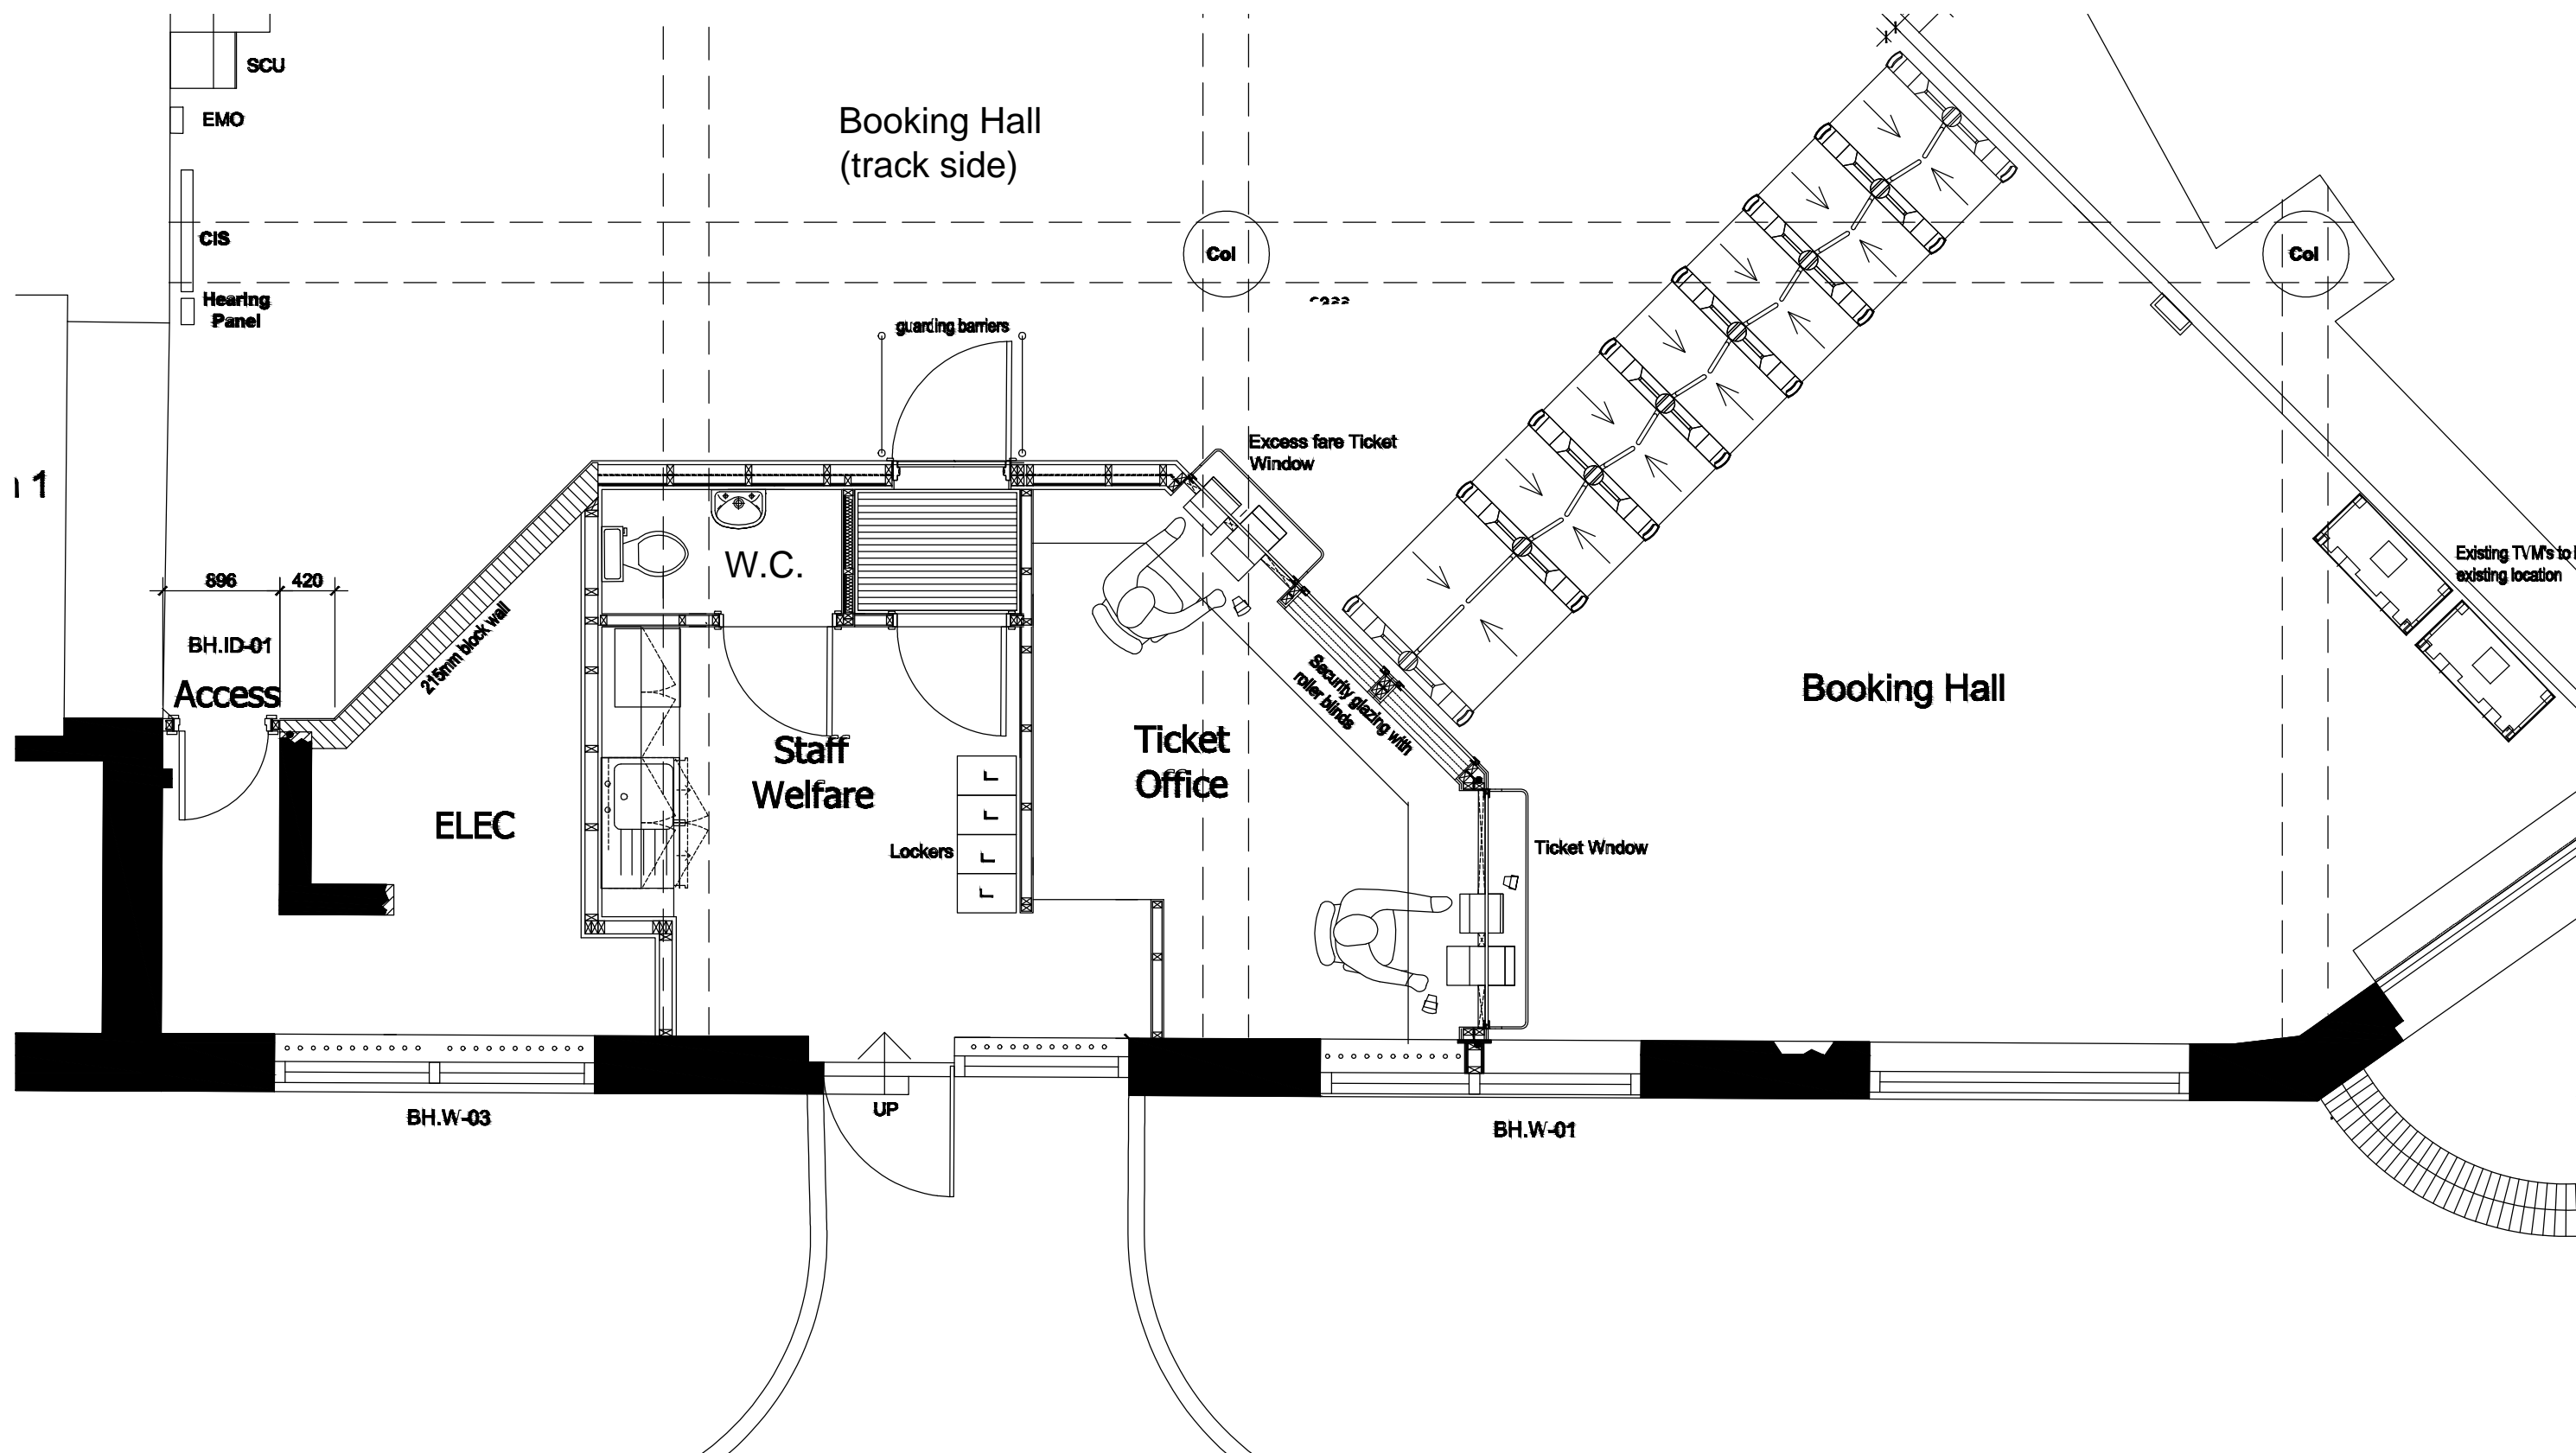 SCU
EMO
Booking Hall
(track side)
CIS
Col
Col
Hearing
Panel
guarding barriers
Excess fare Ticket
Window
1
W.C.
Existing TVM's to
existing location
896
420
215mm block wall
BH.ID-01
Access
Security glazing with
roller blinds
Booking Hall
Staff
Welfare
Ticket
Office
ELEC
Lockers
Ticket Wndow
UP
BH.W-03
BH.W-01